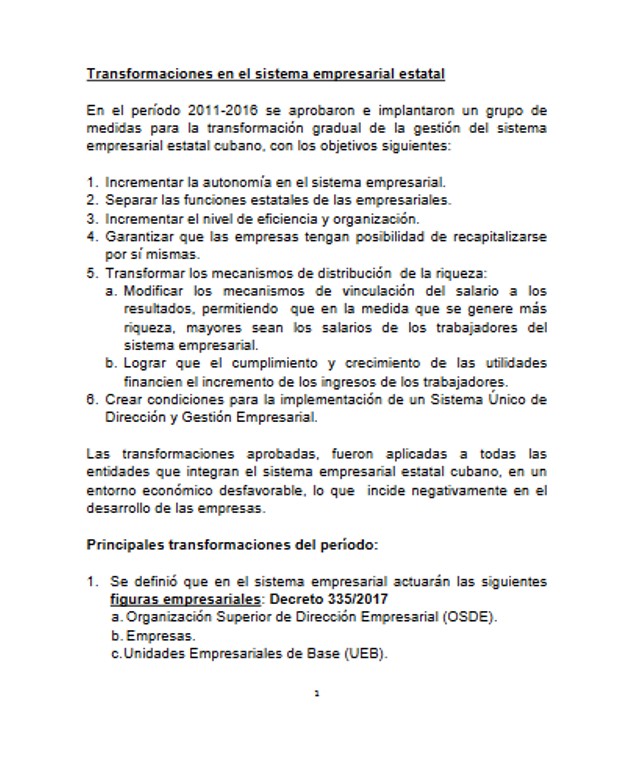 Transformaciones en el sistema empresarial estatal
En el período 2011-2016 se aprobaron e implantaron un grupo de
medidas para la transformación gradual de la gestión del sistema
empresarial estatal cubano, con los objetivos siguientes:
1. Incrementar la autonomía en el sistema empresarial.
2. Separar las funciones estatales de las empresariales.
3. Incrementar el nivel de eficiencia y organización.
4. Garantizar que las empresas tengan posibilidad de recapitalizarse
por sí mismas.
5. Transformar los mecanismos de distribución de la riqueza:
a. Modificar los mecanismos de vinculación del salario a los
resultados, permitiendo que en la medida que se genere más
riqueza, mayores sean los salarios de los trabajadores del
sistema empresarial.
b. Lograr que el cumplimiento y crecimiento de las utilidades
financien el incremento de los ingresos de los trabajadores.
6. Crear condiciones para la implementación de un Sistema Único de
Dirección y Gestión Empresarial.
Las transformaciones aprobadas, fueron aplicadas a todas las
entidades que integran el sistema empresarial estatal cubano, en un
entorno económico desfavorable, lo que incide negativamente en el
desarrollo de las empresas.
Principales transformaciones del período:
1. Se definió que en el sistema empresarial actuarán las siguientes
figuras empresariales: Decreto 335/2017
a. Organización Superior de Dirección Empresarial (OSDE).
b. Empresas.
c. Unidades Empresariales de Base (UEB).
1